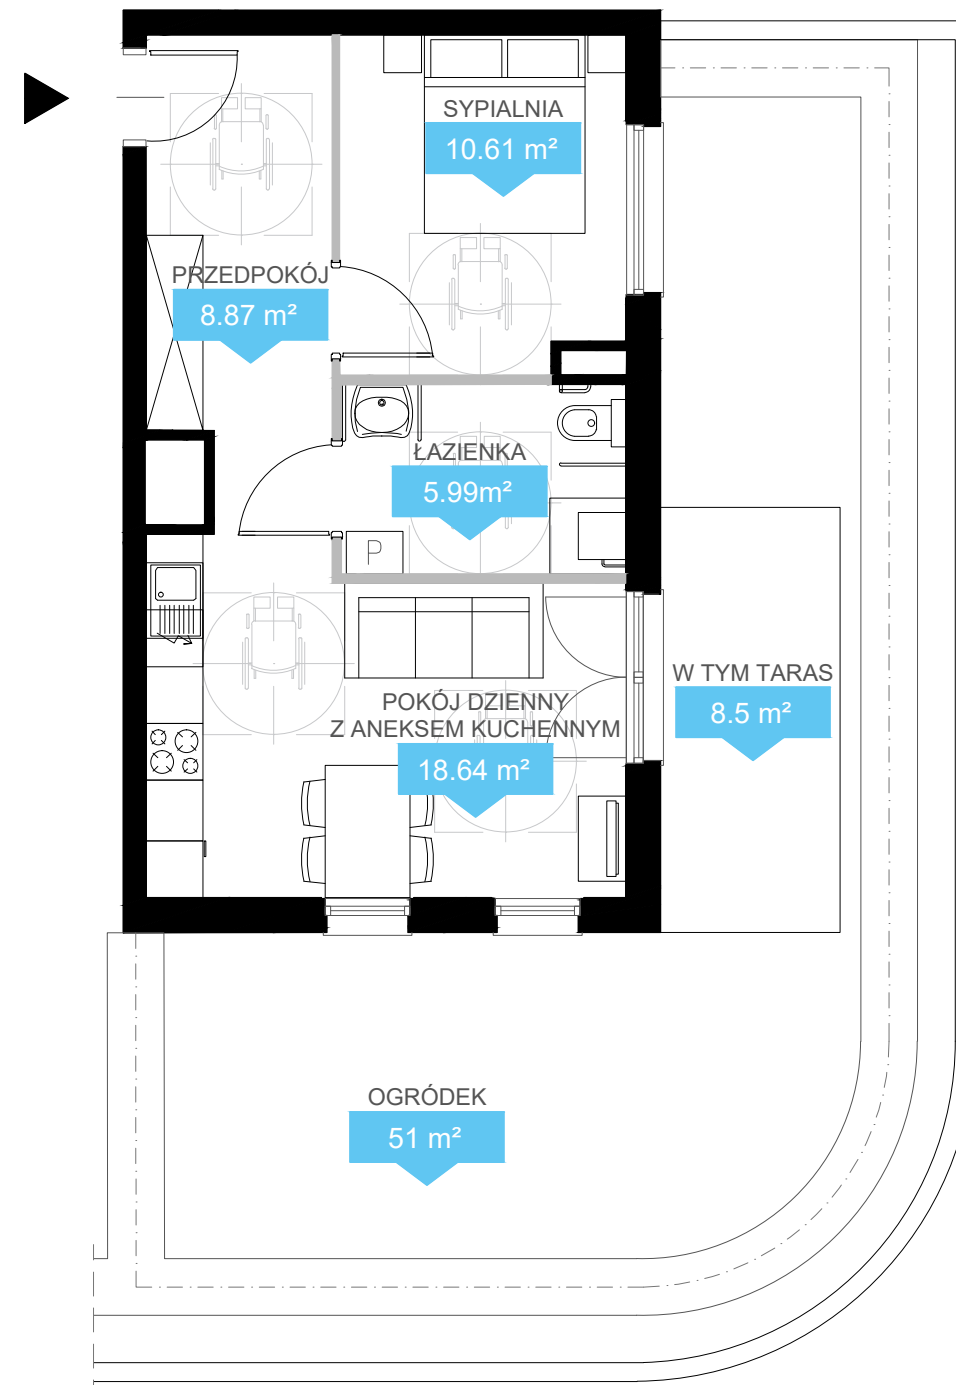 SYPIALNIA
10.61 m²
PRZEDPOKÓJ
8.87 m²
ŁAZIENKA
5.99m²
P
W TYM TARAS
8.5 m²
POKÓJ DZIENNY
Z ANEKSEM KUCHENNYM
18.64 m²
OGRÓDEK
51 m²